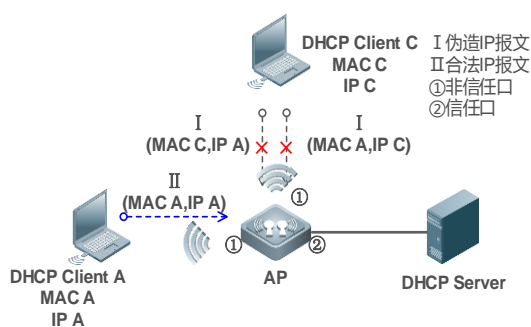 DHCP Client C
MAC C
IP C
Ⅰ伪造IP报文
Ⅱ合法IP报文
①非信任口
②信任口
Ⅰ
(MAC C,IP A)
Ⅰ
(MAC A,IP C)
①
Ⅱ
(MAC A,IP A)
①
②
AP
DHCP Client A
MAC A
IP A
DHCP Server